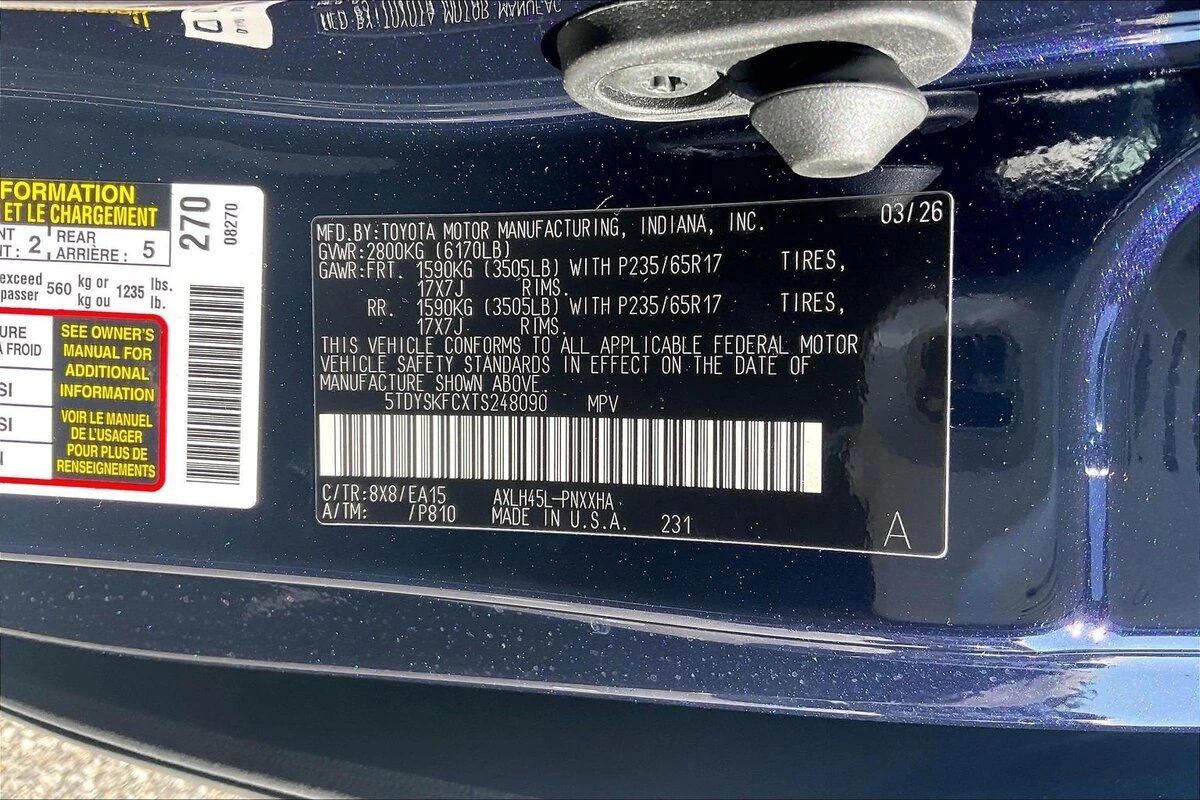 FORMATION
ET LE CHARGEMENT
2 REAR
ARRIÈRE : 5
exceed 560 kg or 1235 lbs.
passer kg ou lb.
A FROID
SEE OWNER'S
MANUAL FOR
ADDITIONAL
INFORMATION
VOIR LE MANUEL
DE L'USAGER
POUR PLUS DE
RENSEIGNEMENTS
270
08270
MFD. BY: TOYOTA MOTOR MANUFACTURING, INDIANA, INC. 03/26
GVWR: 2800KG (6170LB)
GAWR: FRT. 1590KG (3505LB) WITH P235/65R17 TIRES,
17X7J RIMS.
RR. 1590KG (3505LB) WITH P235/65R17 TIRES,
17X7J RIMS.
THIS VEHICLE CONFORMS TO ALL APPLICABLE FEDERAL MOTOR
VEHICLE SAFETY STANDARDS IN EFFECT ON THE DATE OF
MANUFACTURE SHOWN ABOVE.
5TDYSKFCXTS248090 MPV
C/TR: 8X8/EA15 AXLH45L-PNXXHA
A/TM: /P810 MADE IN U.S.A. 231
A